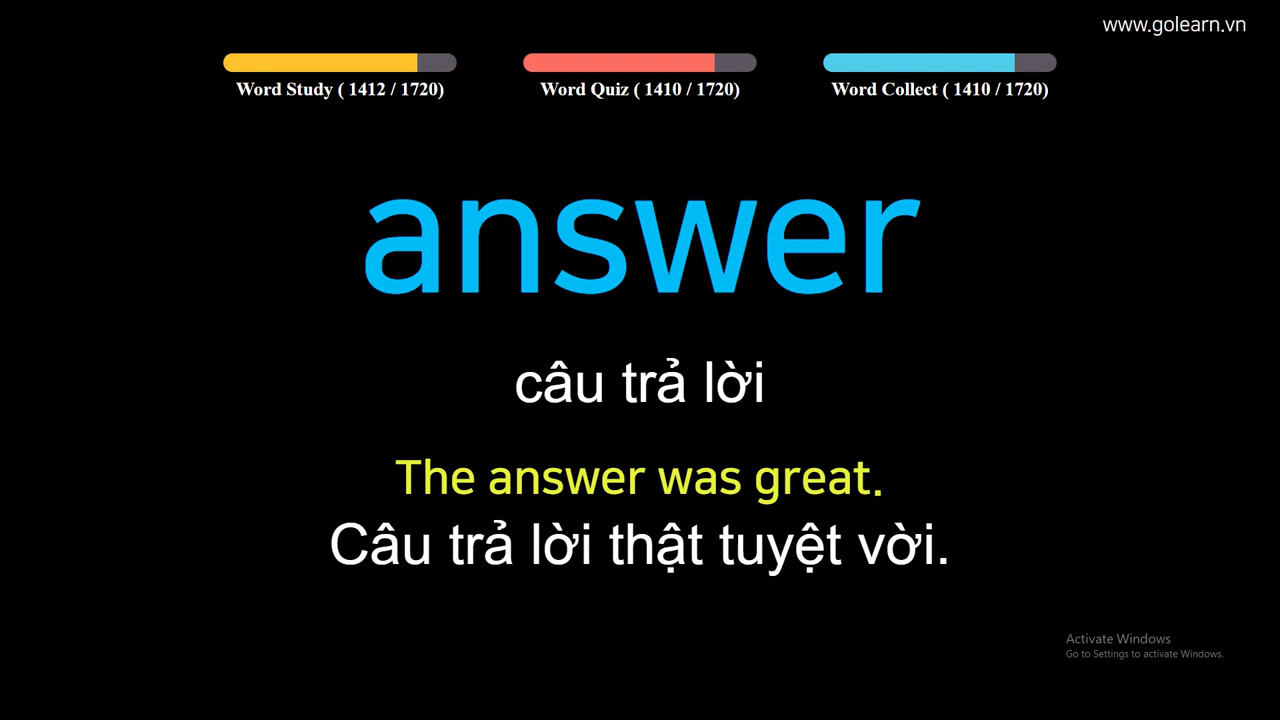 www.golearn.vn
Word Study ( 1412 / 1720)
Word Quiz ( 1410 / 1720)
Word Collect ( 1410 / 1720)
answer
câu trả lời
The answer was great.
Câu trả lời thật tuyệt vời.
Activate Windows
Go to Settings to activate Windows.